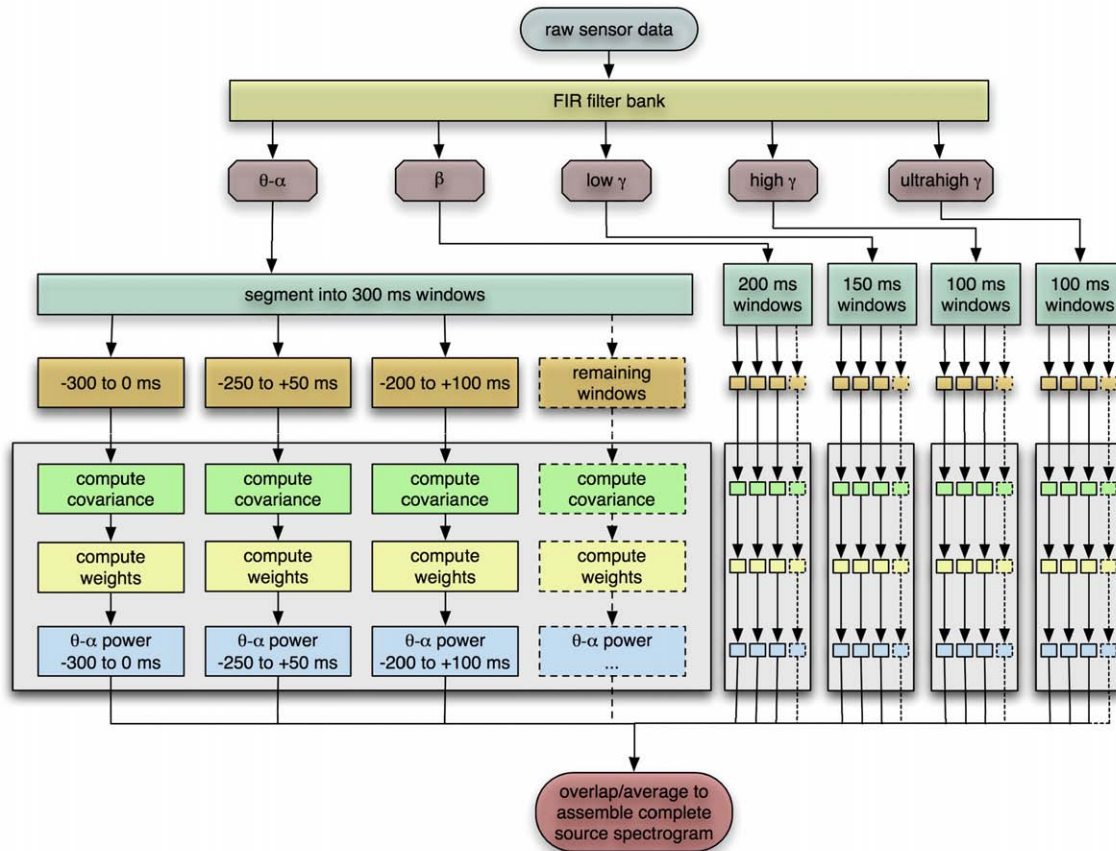 raw sensor data
FIR filter bank
θ-α
β
low γ
high γ
ultrahigh γ
segment into 300 ms windows
200 ms
windows
150 ms
windows
100 ms
windows
100 ms
windows
-300 to 0 ms
-250 to +50 ms
-200 to +100 ms
remaining
windows
compute
covariance
compute
covariance
compute
covariance
compute
covariance
compute
weights
compute
weights
compute
weights
compute
weights
θ-α power
-300 to 0 ms
θ-α power
-250 to +50 ms
θ-α power
-200 to +100 ms
θ-α power
...
overlap/average to
assemble complete
source spectrogram